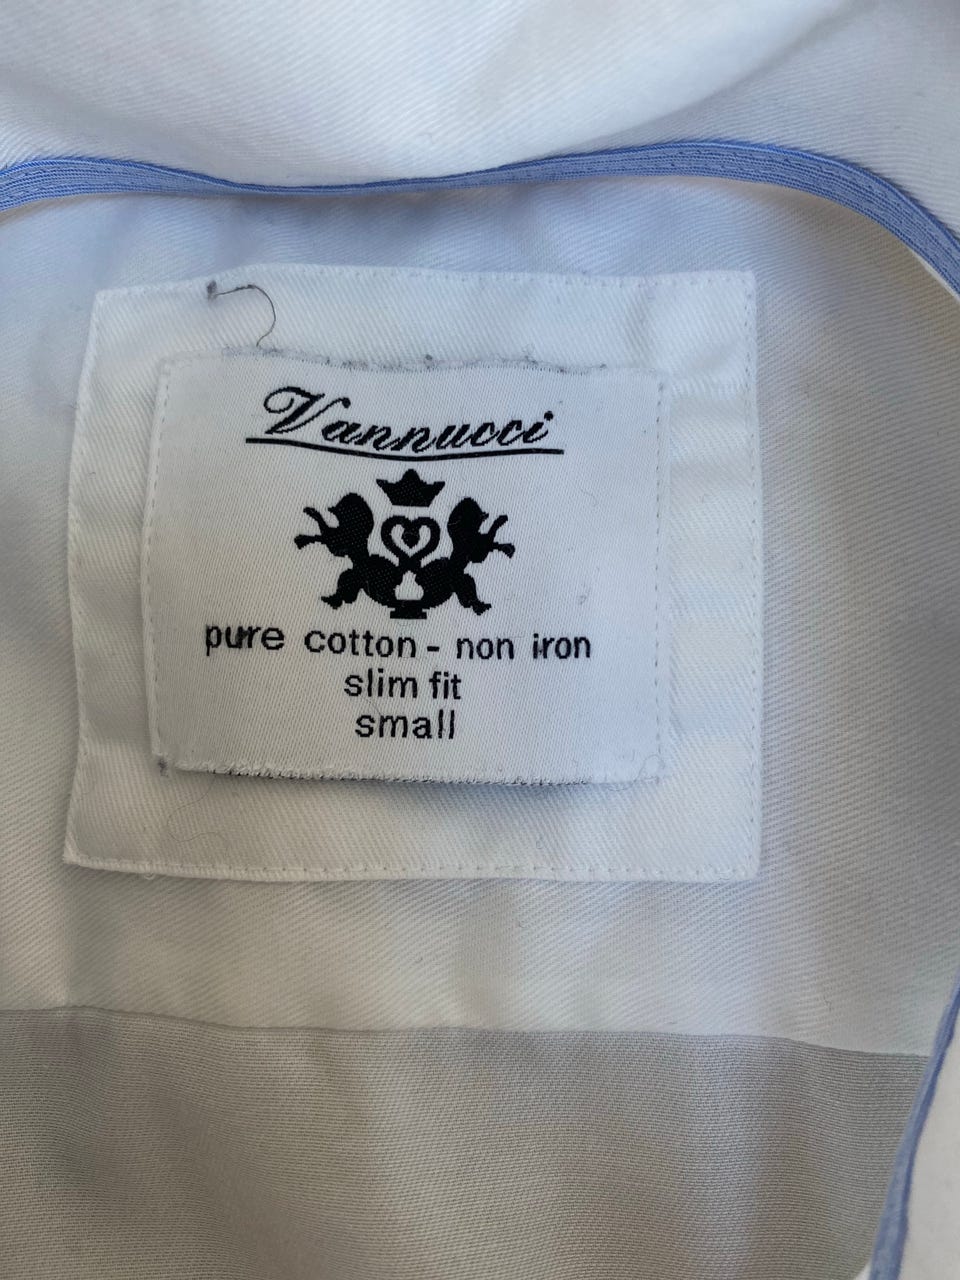 Vannucci
pure cotton - non iron
slim fit
small